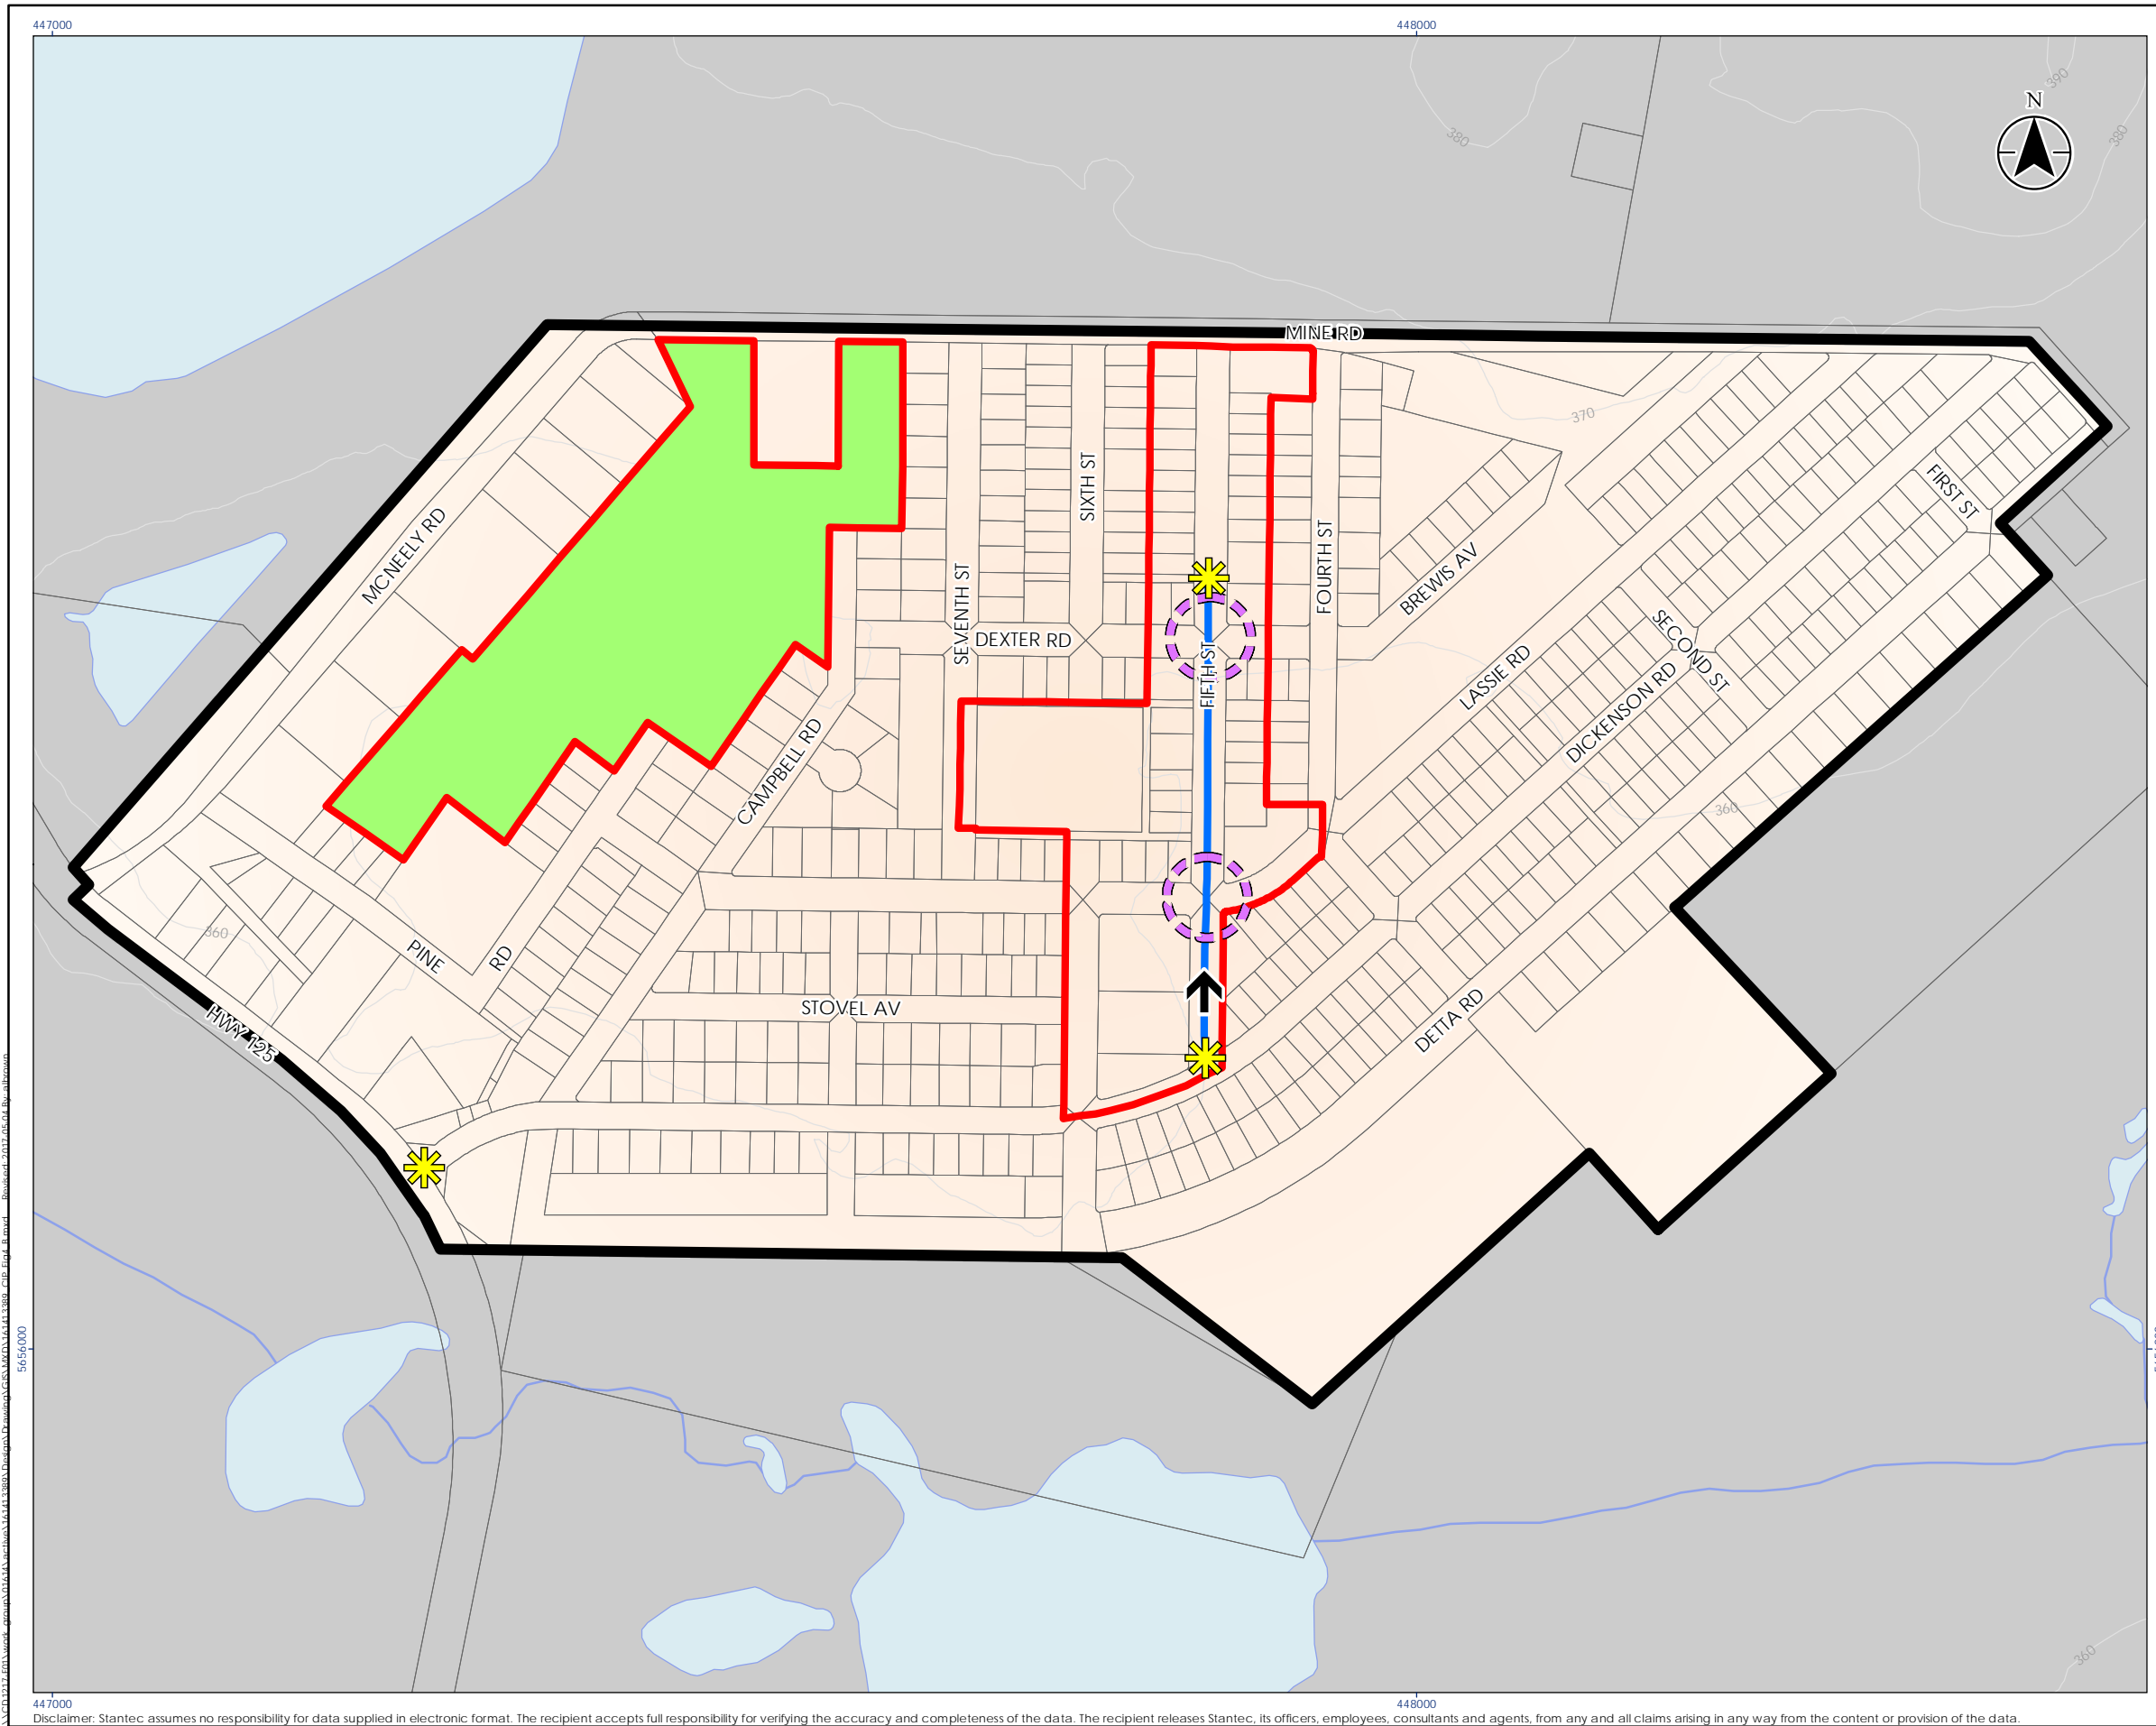 447000
448000
390
380
380
N
MINE RD
370
FIRST ST
SIXTH ST
MCNEELY RD
FOURTH ST
BREWIS AV
SEVENTH ST
DEXTER RD
SECOND ST
FIFTH ST
LASSIE RD
DICKENSON RD
CAMPBELL RD
360
360
PINE
RD
STOVEL AV
DETTA RD
HWY 125
5656000
360
447000
448000
Disclaimer: Stantec assumes no responsibility for data supplied in electronic format. The recipient accepts full responsibility for verifying the accuracy and completeness of the data. The recipient releases Stantec, its officers, employees, consultants and agents, from any and all claims arising in any way from the content or provision of the data.